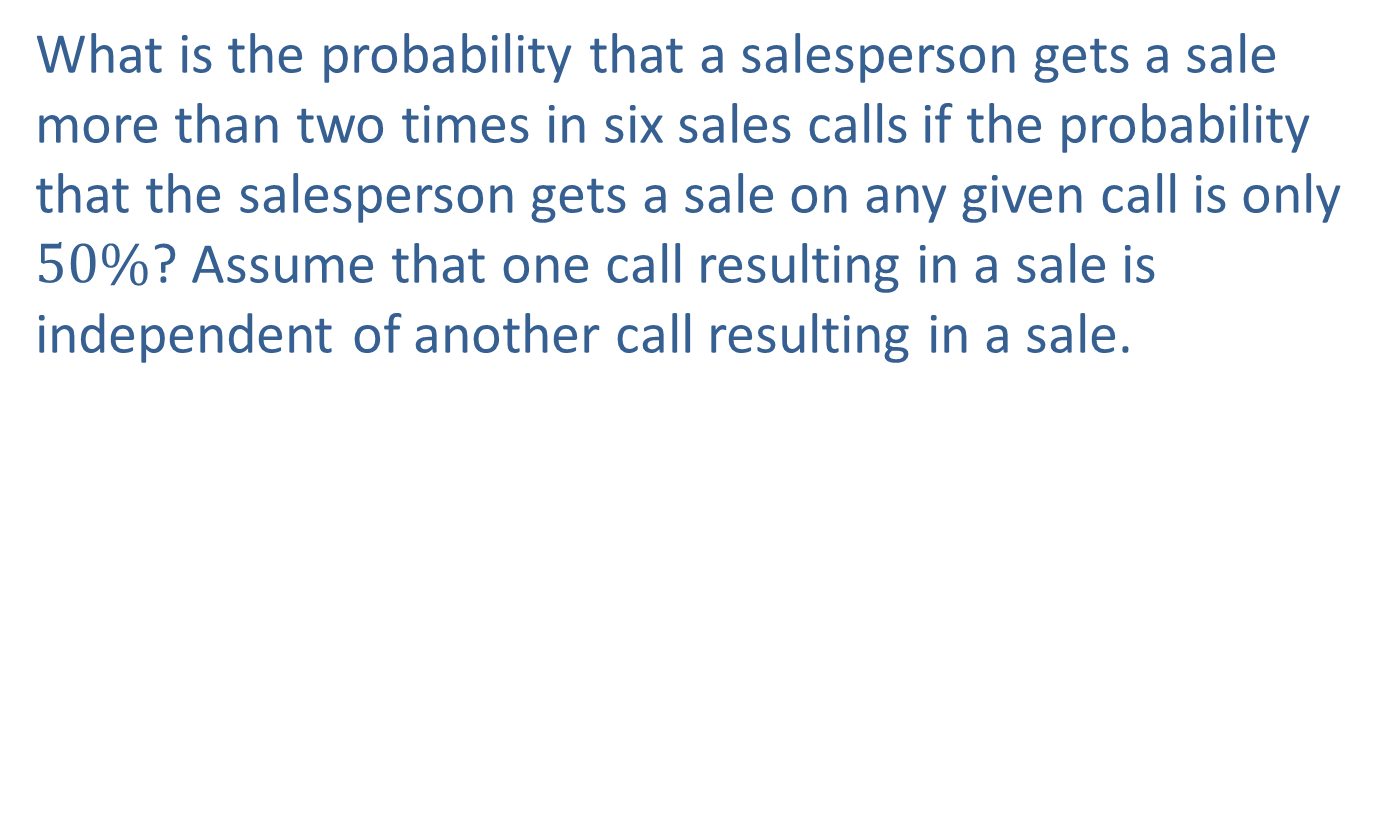 What is the probability that a salesperson gets a sale
more than two times in six sales calls if the probability
that the salesperson gets a sale on any given call is only
50%? Assume that one call resulting in a sale is
independent of another call resulting in a sale.